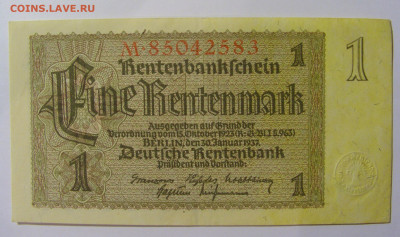 COINS.LAVE.RU
M·85042583
1 Rentenbankschein 1
Eine Rentenmark
Ausgegeben auf Grund der
Verordnung vom 15. Oktober 1923 (R.-G.-Bl. I S. 963)
BERLIN, den 30. Januar 1937
Deutsche Rentenbank
Präsident und Vorstand:
1 1